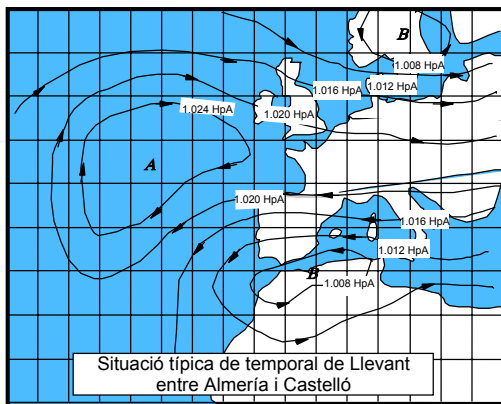 B
1.008 HpA
1.016 HpA
1.012 HpA
1.024 HpA
1.020 HpA
A
1.020 HpA
1.016 HpA
1.012 HpA
B
1.008 HpA
Situació típica de temporal de Llevant
entre Almería i Castelló